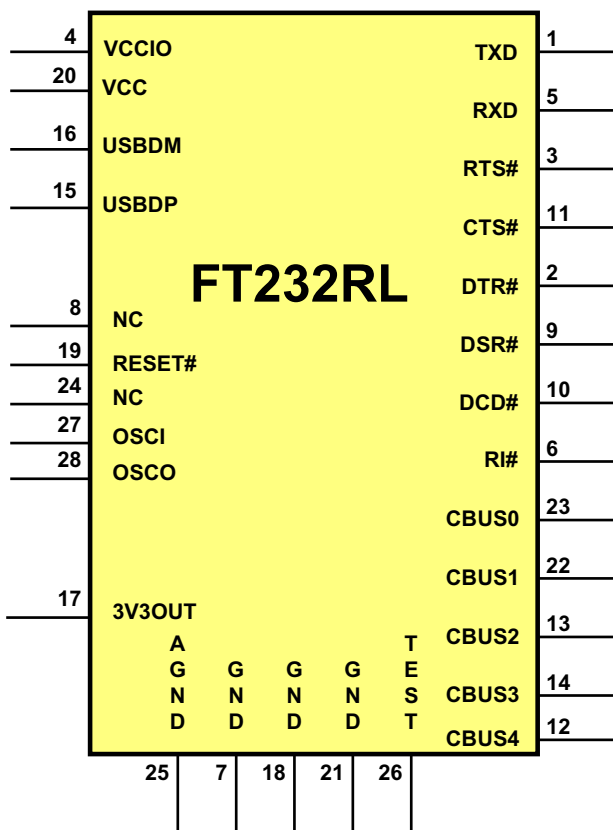 4 VCCIO TXD 1
20 VCC
RXD 5
16 USBDM
RTS# 3
15 USBDP
CTS# 11
FT232RL
DTR# 2
8 NC
DSR# 9
19 RESET#
24 NC
DCD# 10
27 OSCI
28 OSCO
RI# 6
CBUS0 23
CBUS1 22
17 3V3OUT
CBUS2 13
AGND
GND
GND
GND
TEST
CBUS3 14
CBUS4 12
25 7 18 21 26